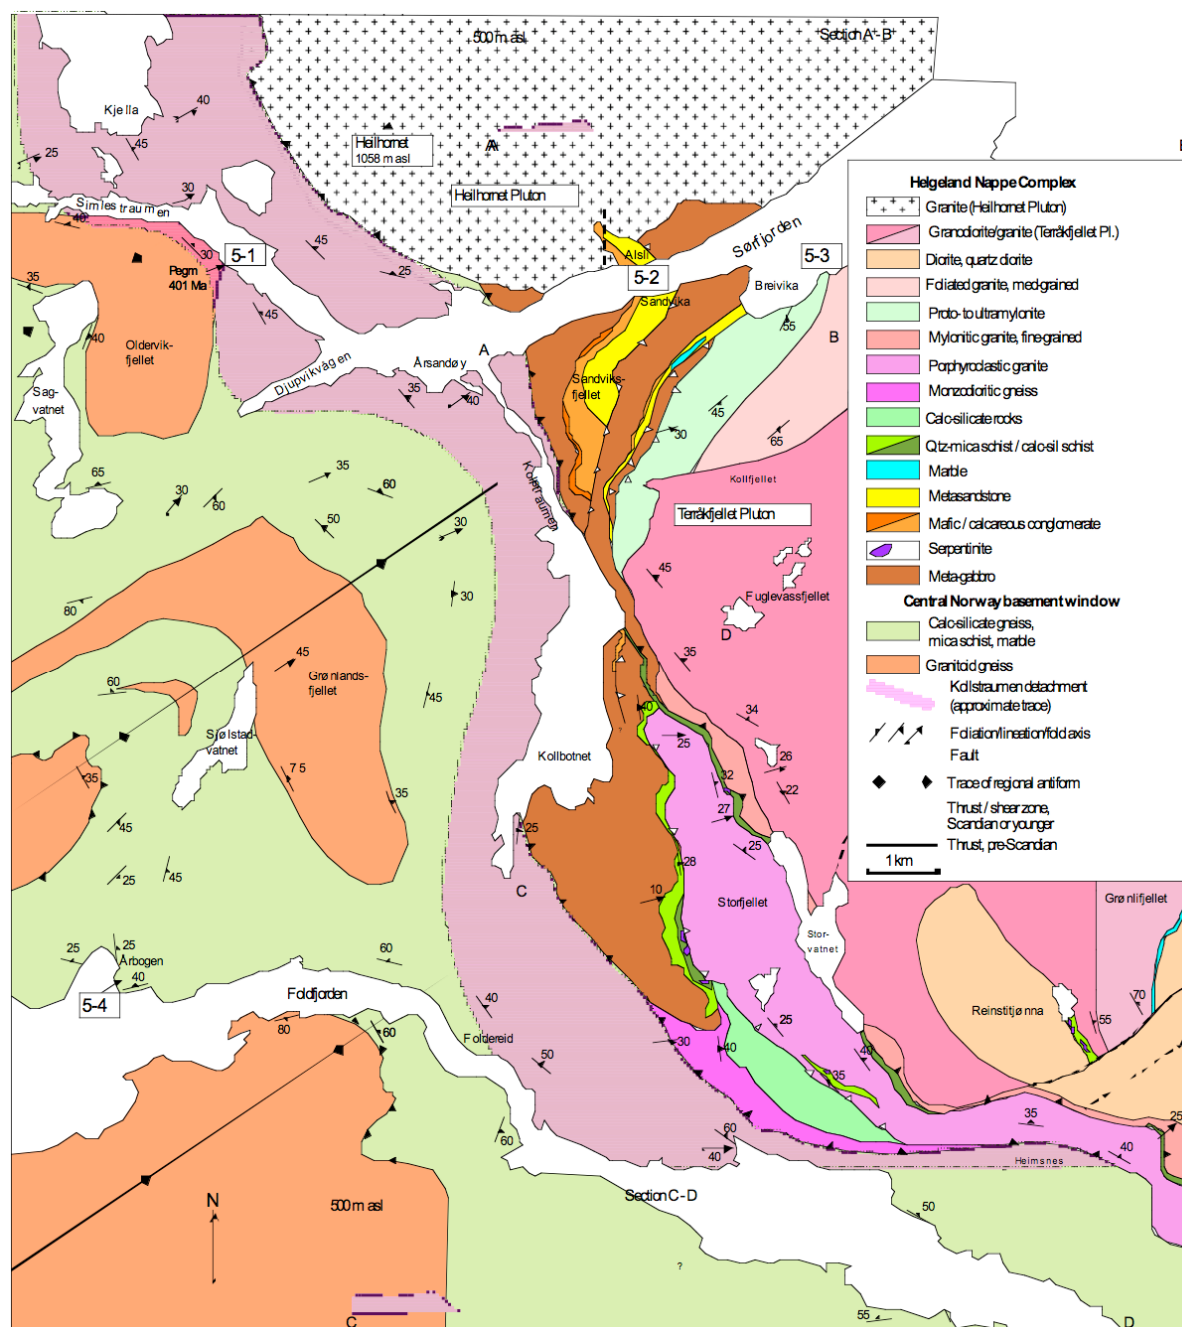 500 m asl
Section A' - B'
Kjella
40
45
25
Heilhornet
1058 m asl
A
Heilhornet Pluton
30
Simlestraumen
40
30
5-1
45
25
Pegm
401 Ma
35
45
40
Oldervik-
fjellet
Sag-
vatnet
Djupvikvågen
Årsandøy
A
35
40
Alsli
5-2
Sørfjorden
5-3
Sandvika
Breivika
55
B
Sandviks-
fjellet
45
30
65
Kollfjellet
Kollstraumen
Terråkfjellet Pluton
65
30
60
35
60
50
30
30
80
45
Fuglevassfjellet
D
35
45
Grønlands-
fjellet
60
45
Sjølstad-
vatnet
75
35
35
45
25
45
Kollbotnet
40
25
34
26
22
32
27
25
25
28
10
C
Storfjellet
Stor-
vatnet
25
25
Årbogen
40
5-4
60
Foldfjorden
40
80
60
Foldereid
50
30
40
25
35
40
60
40
60
Grønlifjellet
Reinstitjønna
70
55
35
40
25
Heimsnes
50
55
N
500 m asl
Section C - D
?
C
D
Helgeland Nappe Complex
Granite (Heilhornet Pluton)
Granodiorite/granite (Terråkfjellet Pl.)
Diorite, quartz diorite
Foliated granite, med-grained
Proto- to ultramylonite
Mylonitic granite, fine-grained
Porphyroclastic granite
Monzodioritic gneiss
Calc-silicate rocks
Qtz-mica schist / calc-sil schist
Marble
Metasandstone
Mafic / calcareous conglomerate
Serpentinite
Meta-gabbro
Central Norway basement window
Calc-silicate gneiss,
mica schist, marble
Granitoid gneiss
Kollstraumen detachment
(approximate trace)
Foliation/lineation/fold axis
Fault
Trace of regional antiform
Thrust / shear zone,
Scandian or younger
Thrust, pre-Scandian
1 km